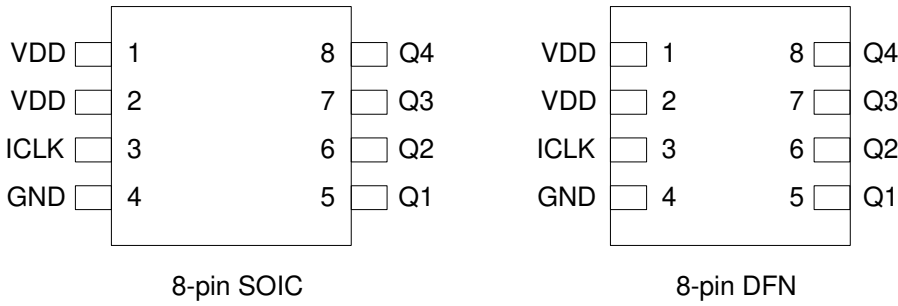 VDD 1 8 Q4 VDD 1 8 Q4
VDD 2 7 Q3 VDD 2 7 Q3
ICLK 3 6 Q2 ICLK 3 6 Q2
GND 4 5 Q1 GND 4 5 Q1
8-pin SOIC 8-pin DFN